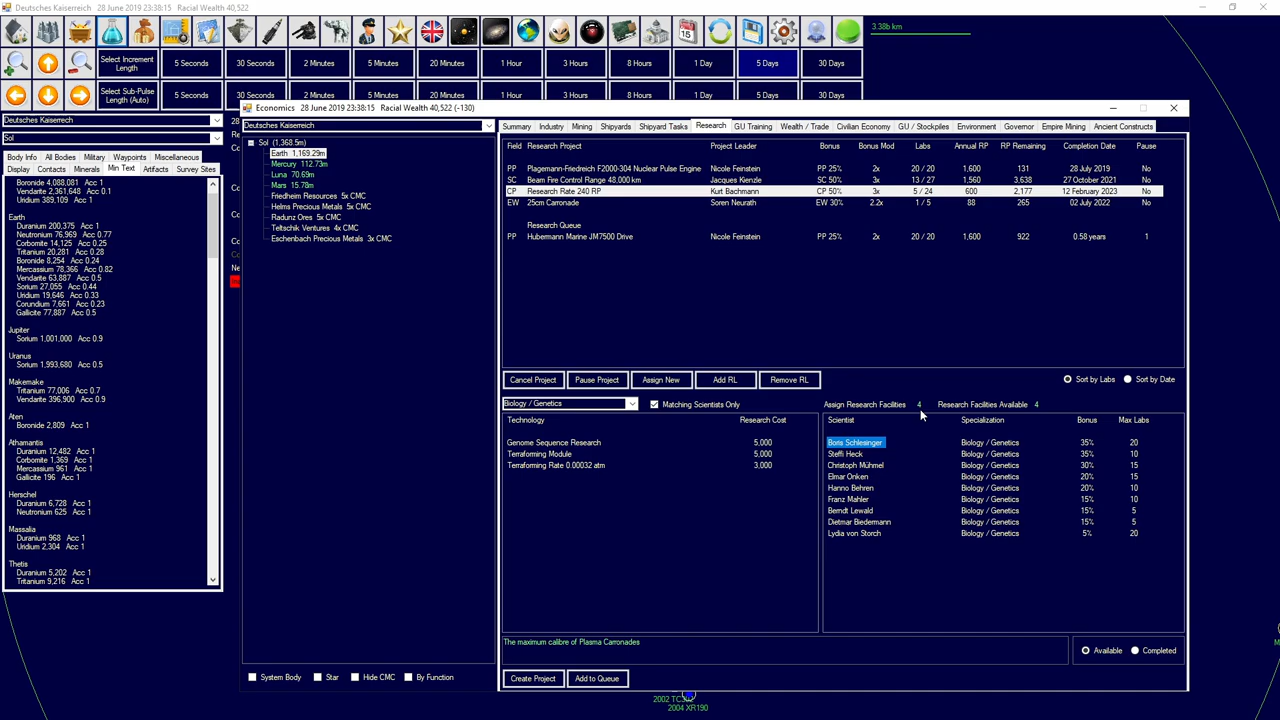 Deutsches Kaiserreich   28 June 2019 23:38:15   Racial Wealth 40,522
3.38b km
Select Increment Length
5 Seconds
30 Seconds
2 Minutes
5 Minutes
20 Minutes
1 Hour
3 Hours
8 Hours
1 Day
5 Days
30 Days
Select Sub-Pulse Length (Auto)
5 Seconds
30 Seconds
2 Minutes
5 Minutes
20 Minutes
1 Hour
3 Hours
8 Hours
1 Day
5 Days
30 Days
Deutsches Kaiserreich
Sol
Body Info   All Bodies   Military   Waypoints   Miscellaneous
Display   Contacts   Minerals   Min Text   Artifacts   Survey Sites
Boronide 4,088,081   Acc 1
Vendarite 2,361,648   Acc 0.1
Uridium 389,109   Acc 1
Earth
Duranium 200,375   Acc 1
Neutronium 76,969   Acc 0.77
Corbomite 14,125   Acc 0.25
Tritanium 20,281   Acc 0.28
Boronide 8,254   Acc 0.24
Mercassium 78,366   Acc 0.82
Vendarite 63,887   Acc 0.5
Sorium 27,055   Acc 0.44
Uridium 19,646   Acc 0.33
Corundium 7,661   Acc 0.23
Gallicite 77,887   Acc 0.5
Jupiter
Sorium 1,001,000   Acc 0.9
Uranus
Sorium 1,993,680   Acc 0.5
Makemake
Tritanium 77,006   Acc 0.7
Vendarite 396,900   Acc 0.9
Aten
Boronide 2,809   Acc 1
Athamantis
Duranium 12,482   Acc 1
Corbomite 1,369   Acc 1
Mercassium 961   Acc 1
Gallicite 196   Acc 1
Herschel
Duranium 6,728   Acc 1
Neutronium 625   Acc 1
Massalia
Duranium 968   Acc 1
Uridium 2,304   Acc 1
Thetis
Duranium 5,202   Acc 1
Tritanium 9,216   Acc 1
Economics   28 June 2019 23:38:15   Racial Wealth 40,522 (-130)
Deutsches Kaiserreich
Sol (1,368.5m)
Earth 1,169.29m
Mercury 112.73m
Luna 70.69m
Mars 15.78m
Friedheim Resources 5x CMC
Helms Precious Metals 5x CMC
Radunz Ores 5x CMC
Teltschik Ventures 4x CMC
Eschenbach Precious Metals 3x CMC
System Body   Star   Hide CMC   By Function
Summary   Industry   Mining   Shipyards   Shipyard Tasks   Research   GU Training   Wealth / Trade   Civilian Economy   GU / Stockpiles   Environment   Governor   Empire Mining   Ancient Constructs
Field   Research Project   Project Leader   Bonus   Bonus Mod   Labs   Annual RP   RP Remaining   Completion Date   Pause
PP   Plagemann-Friedreich F2000-304 Nuclear Pulse Engine   Nicole Feinstein   PP 25%   2x   20 / 20   1,600   131   28 July 2019   No
SC   Beam Fire Control Range 48,000 km   Jacques Kenzle   SC 50%   3x   13 / 27   1,560   3,638   27 October 2021   No
CP   Research Rate 240 RP   Kurt Bachmann   CP 50%   3x   5 / 24   600   2,177   12 February 2023   No
EW   25cm Carronade   Soren Neurath   EW 30%   2.2x   1 / 5   88   265   02 July 2022   No
Research Queue
PP   Hubermann Marine JM7500 Drive   Nicole Feinstein   PP 25%   2x   20 / 20   1,600   922   0.58 years   1
Cancel Project   Pause Project   Assign New   Add RL   Remove RL   Sort by Labs   Sort by Date
Biology / Genetics   Matching Scientists Only   Assign Research Facilities   4   Research Facilities Available   4
Technology   Research Cost
Genome Sequence Research   5,000
Terraforming Module   5,000
Terraforming Rate 0.00032 atm   3,000
Scientist   Specialization   Bonus   Max Labs
Boris Schlesinger   Biology / Genetics   35%   20
Steffi Heck   Biology / Genetics   35%   10
Christoph Mühmel   Biology / Genetics   30%   15
Elmar Onken   Biology / Genetics   20%   15
Hanno Behren   Biology / Genetics   20%   10
Franz Mahler   Biology / Genetics   15%   10
Berndt Lewald   Biology / Genetics   15%   5
Dietmar Biedermann   Biology / Genetics   15%   5
Lydia von Storch   Biology / Genetics   5%   20
The maximum calibre of Plasma Carronades
Available   Completed
Create Project   Add to Queue
2004 XR190